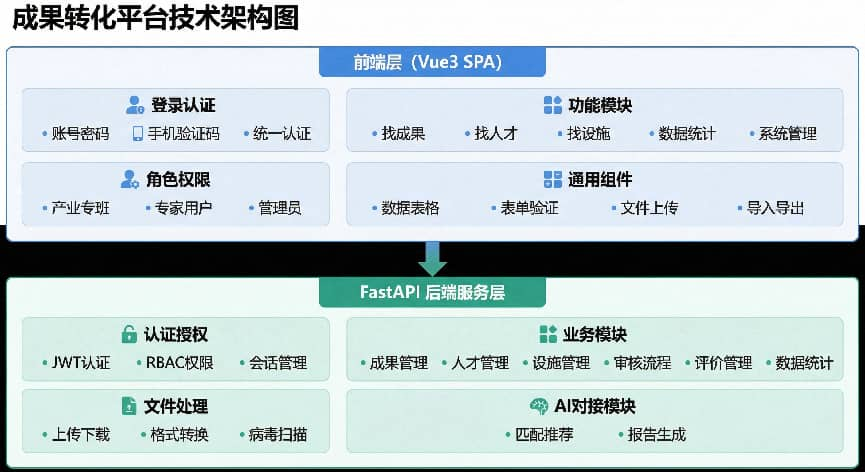 成果转化平台技术架构图
前端层（Vue3 SPA）
登录认证
• 账号密码 手机验证码 • 统一认证
功能模块
• 找成果 • 找人才 • 找设施 • 数据统计 • 系统管理
角色权限
• 产业专班 • 专家用户 • 管理员
通用组件
• 数据表格 • 表单验证 • 文件上传 • 导入导出
FastAPI 后端服务层
认证授权
• JWT认证 • RBAC权限 • 会话管理
业务模块
• 成果管理 • 人才管理 • 设施管理 • 审核流程 • 评价管理 • 数据统计
文件处理
• 上传下载 • 格式转换 • 病毒扫描
AI对接模块
• 匹配推荐 • 报告生成